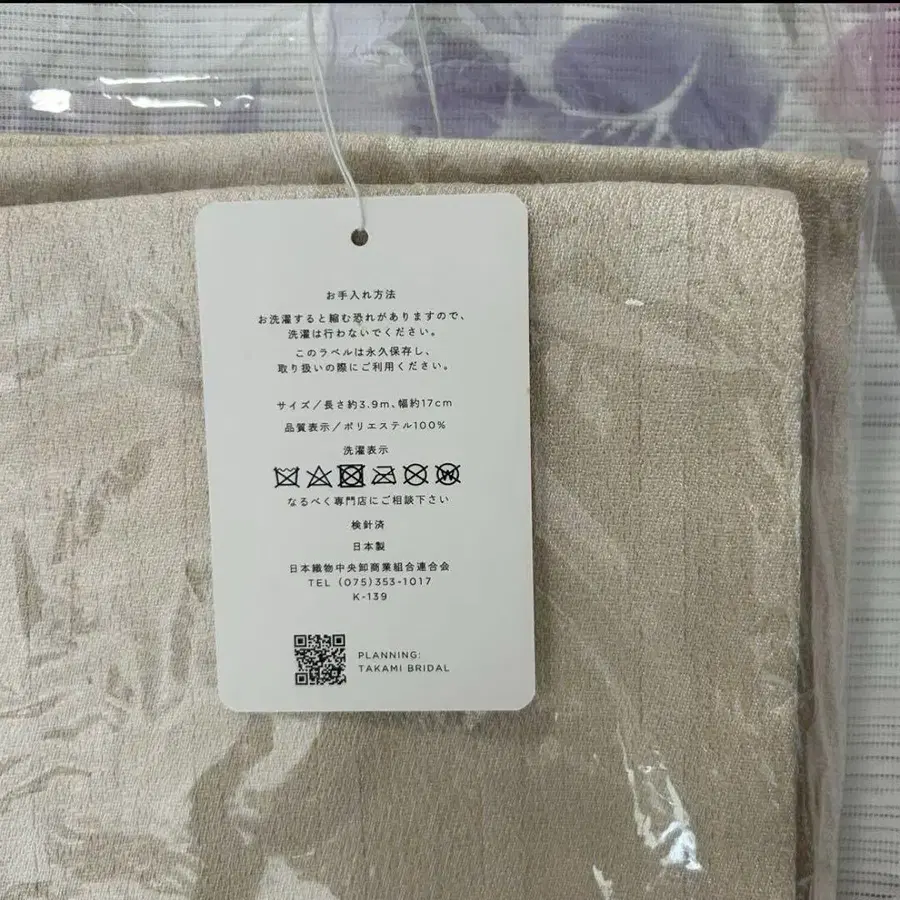 お手入れ方法
お洗濯すると縮む恐れがありますので、
洗濯は行わないでください。
このラベルは永久保存し、
取り扱いの際にご利用ください。
サイズ/長さ約3.9m、幅約17cm
品質表示/ポリエステル100%
洗濯表示
なるべく専門店にご相談下さい
検針済
日本製
日本織物中央卸商業組合連合会
TEL (075)353-1017
K-139
PLANNING:
TAKAMI BRIDAL